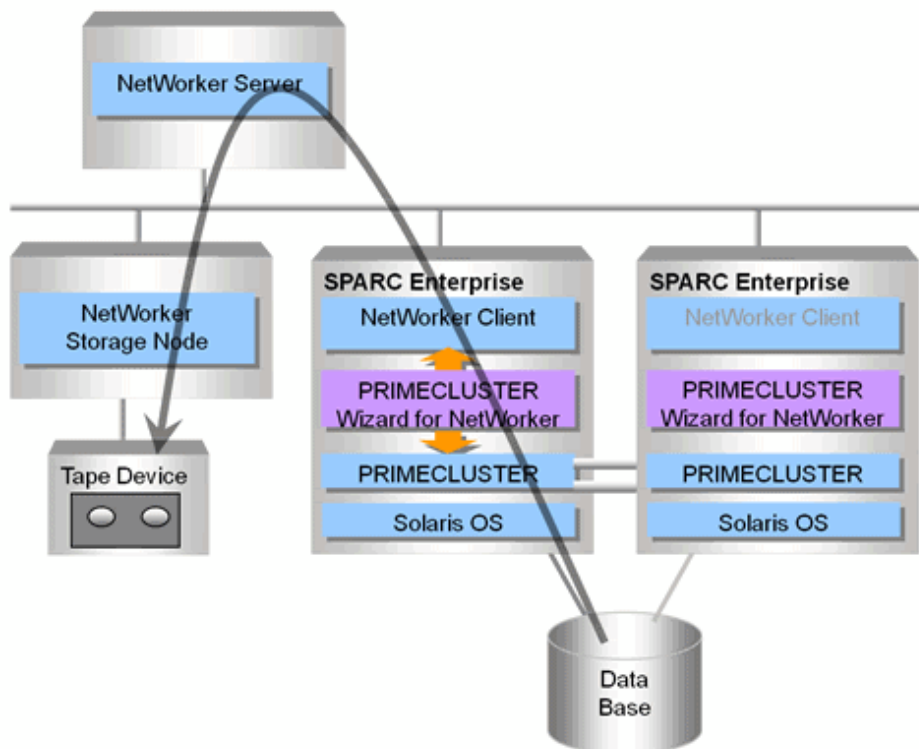 NetWorker Server
NetWorker
Storage Node
Tape Device
SPARC Enterprise
NetWorker Client
PRIMECLUSTER
Wizard for NetWorker
PRIMECLUSTER
Solaris OS
SPARC Enterprise
NetWorker Client
PRIMECLUSTER
Wizard for NetWorker
PRIMECLUSTER
Solaris OS
Data
Base